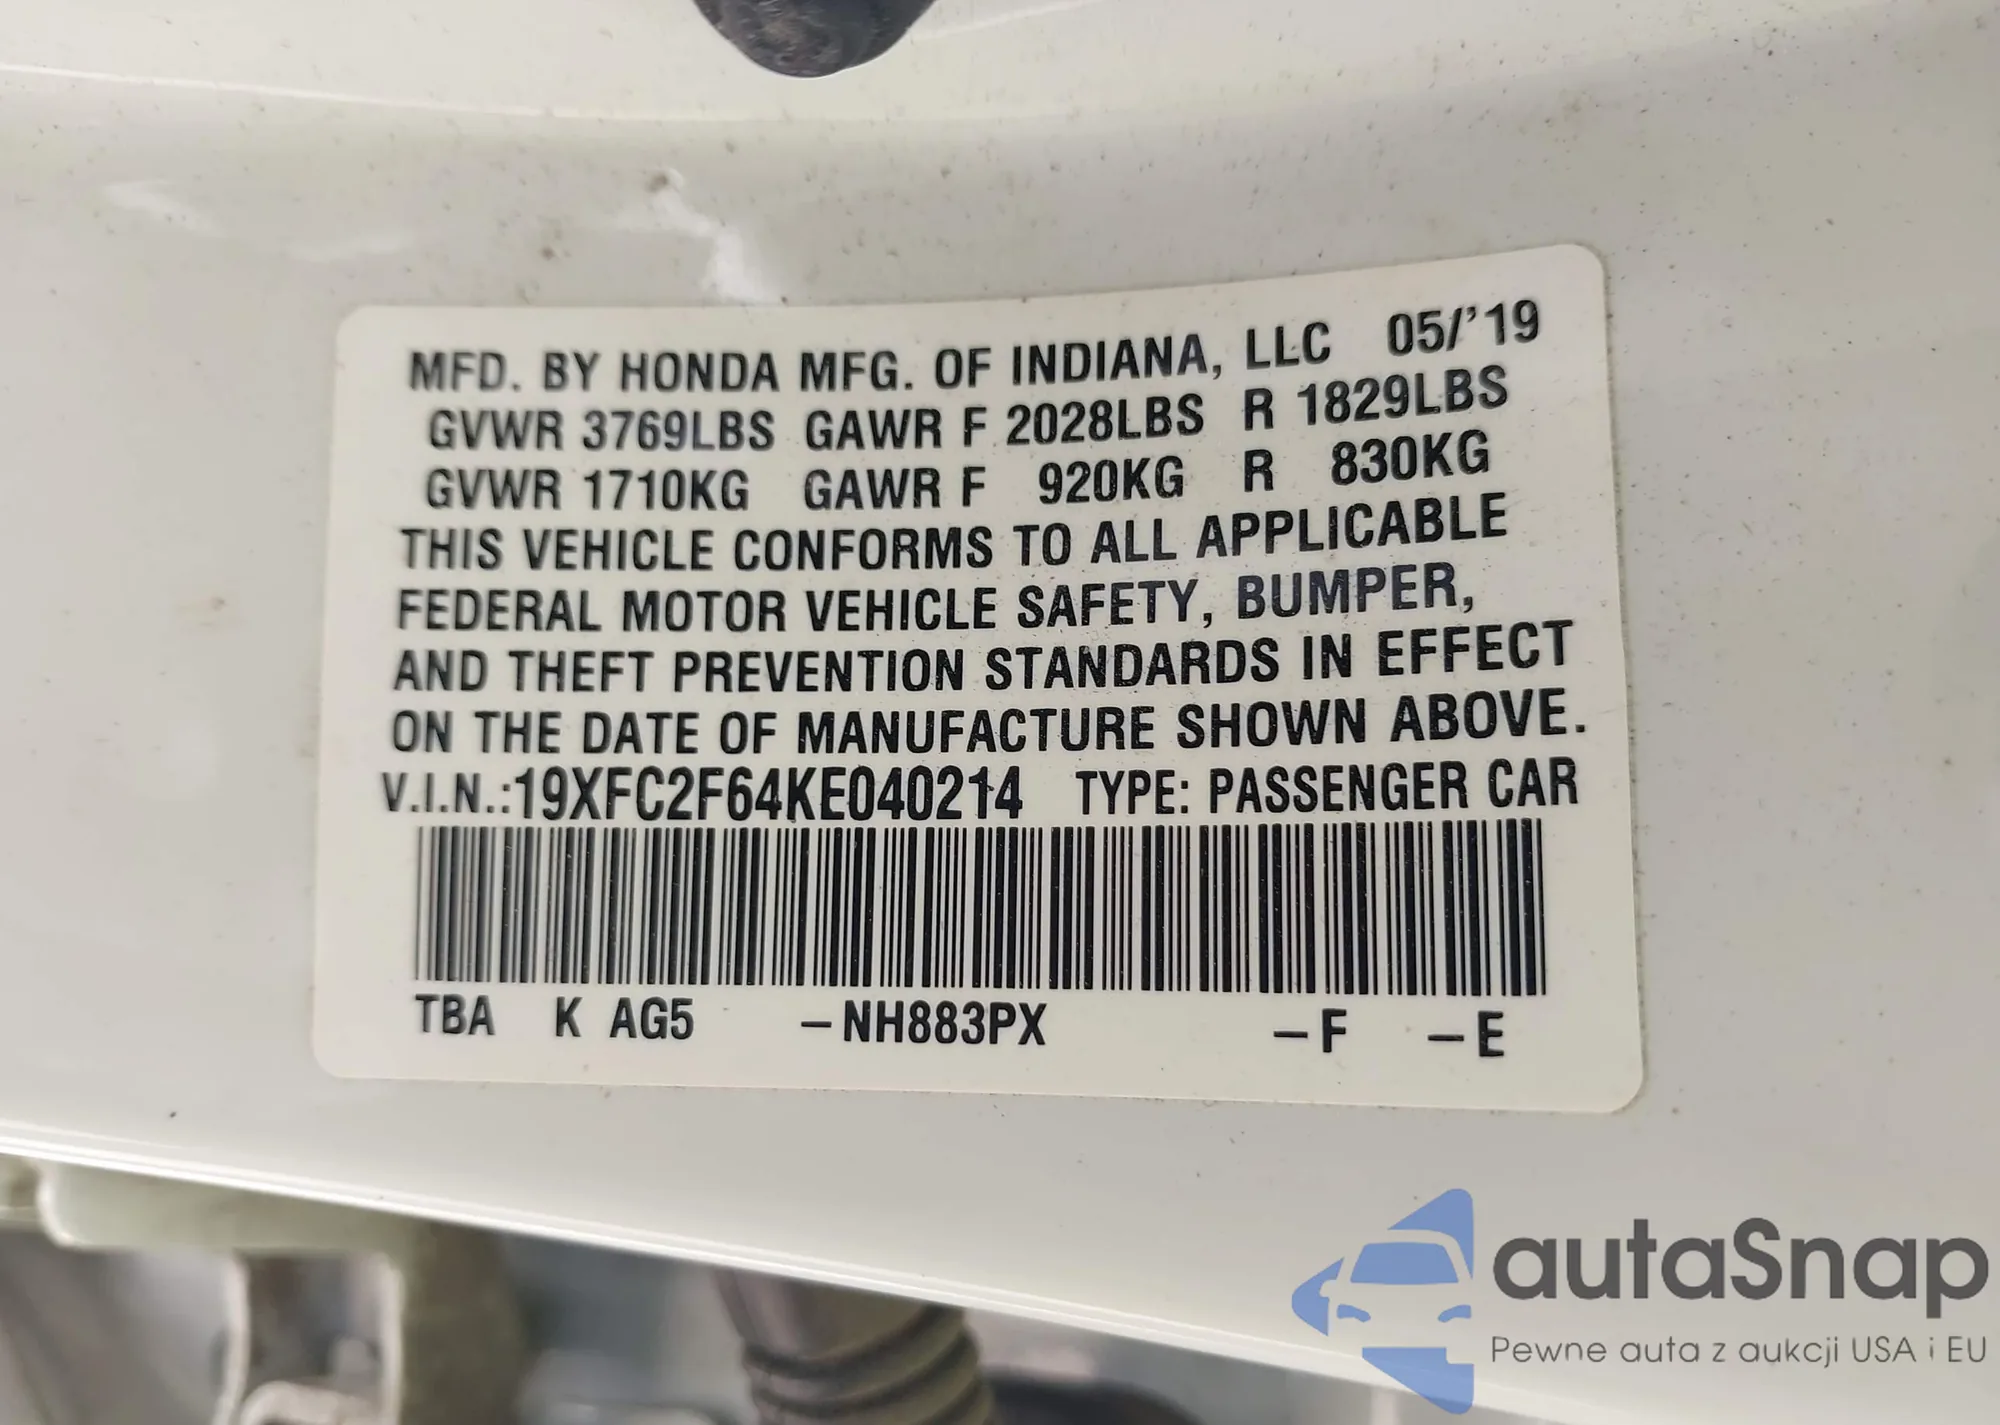 MFD. BY HONDA MFG. OF INDIANA, LLC 05/'19
GVWR 3769LBS GAWR F 2028LBS R 1829LBS
GVWR 1710KG GAWR F 920KG R 830KG
THIS VEHICLE CONFORMS TO ALL APPLICABLE
FEDERAL MOTOR VEHICLE SAFETY, BUMPER,
AND THEFT PREVENTION STANDARDS IN EFFECT
ON THE DATE OF MANUFACTURE SHOWN ABOVE.
V.I.N.:19XFC2F64KE040214 TYPE: PASSENGER CAR
TBA K AG5 –NH883PX –F –E
autaSnap
Pewne auta z aukcji USA i EU